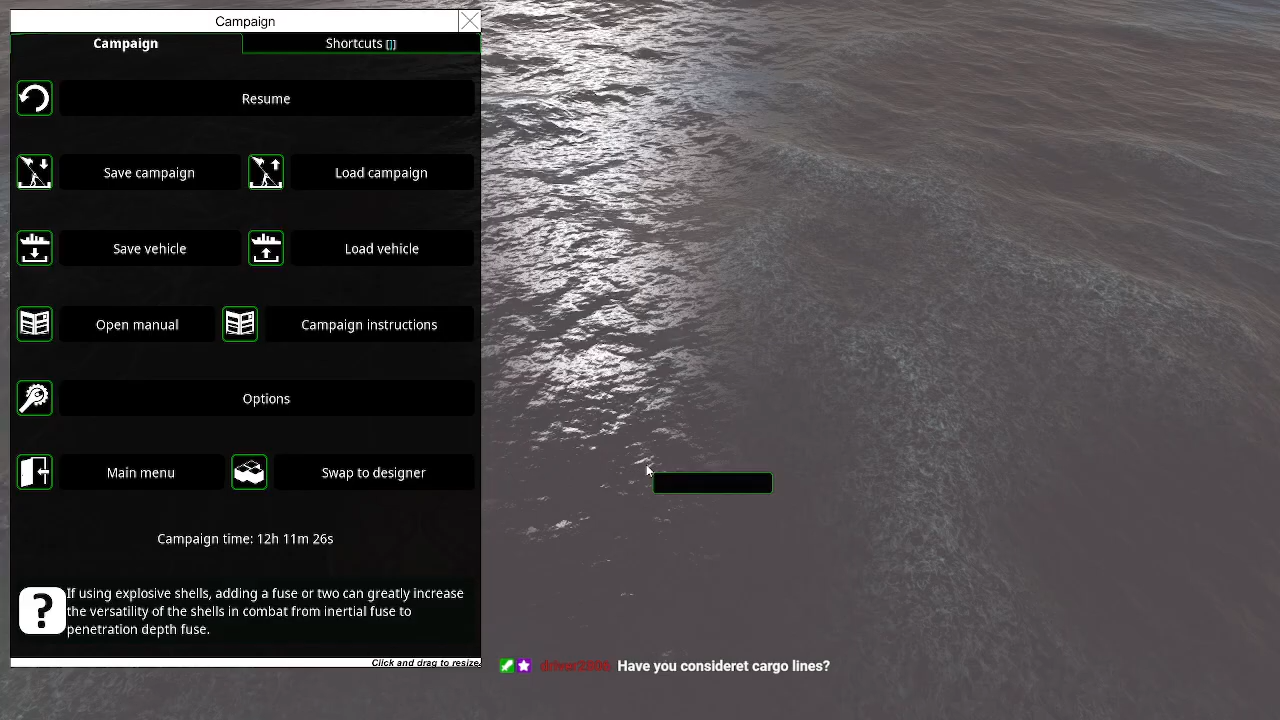 Campaign
Campaign
Shortcuts []
Resume
Save campaign
Load campaign
Save vehicle
Load vehicle
Open manual
Campaign instructions
Options
Main menu
Swap to designer
Campaign time: 12h 11m 26s
?
If using explosive shells, adding a fuse or two can greatly increase
the versatility of the shells in combat from inertial fuse to
penetration depth fuse.
Click and drag to resize.
Have you consideret cargo lines?